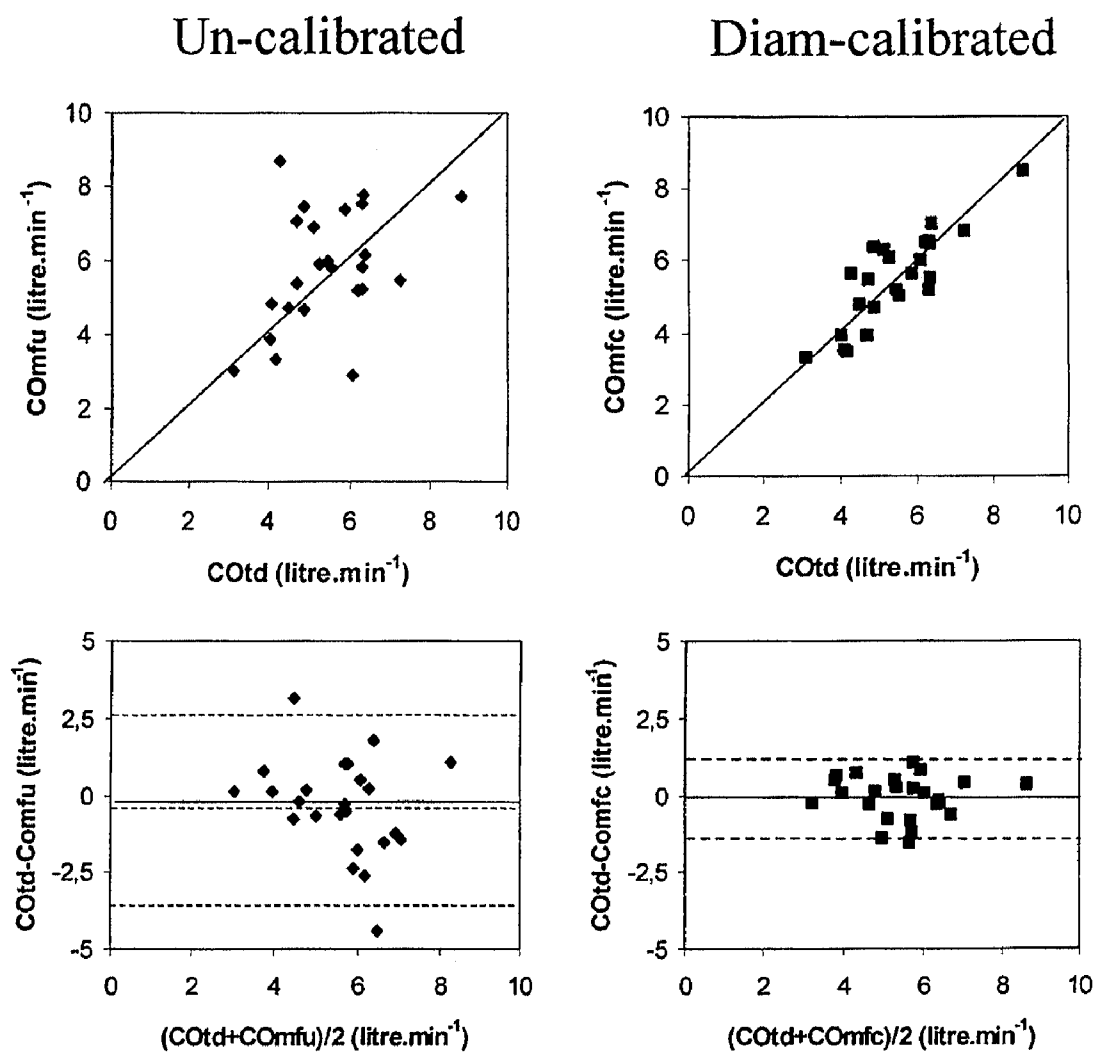 Un-calibrated
Diam-calibrated
10
8
6
4
2
0
COmfu (litre.min⁻¹)
0 2 4 6 8 10
COtd (litre.min⁻¹)
10
8
6
4
2
0
COmfc (litre.min⁻¹)
0 2 4 6 8 10
COtd (litre.min⁻¹)
5
2,5
0
-2,5
-5
COtd-Comfu (litre.min⁻¹)
0 2 4 6 8 10
(COtd+COmfu)/2 (litre.min⁻¹)
5
2,5
0
-2,5
-5
COtd-Comfc (litre.min⁻¹)
0 2 4 6 8 10
(COtd+COmfc)/2 (litre.min⁻¹)